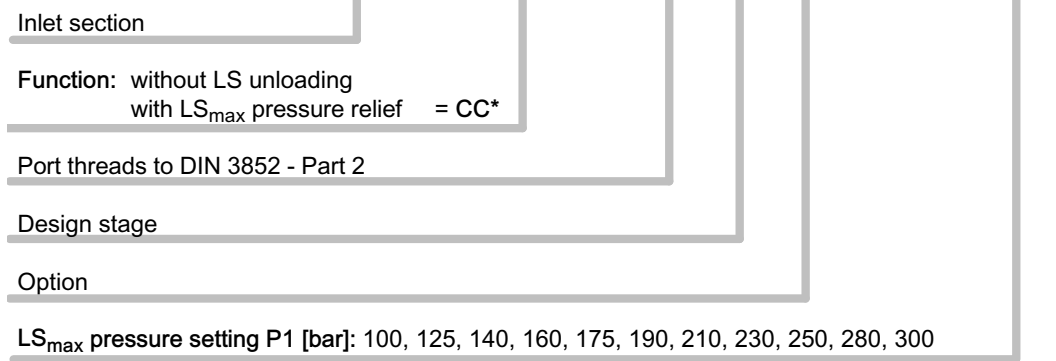 Inlet section
Function: without LS unloading
with LSmax pressure relief = CC*
Port threads to DIN 3852 - Part 2
Design stage
Option
LSmax pressure setting P1 [bar]: 100, 125, 140, 160, 175, 190, 210, 230, 250, 280, 300